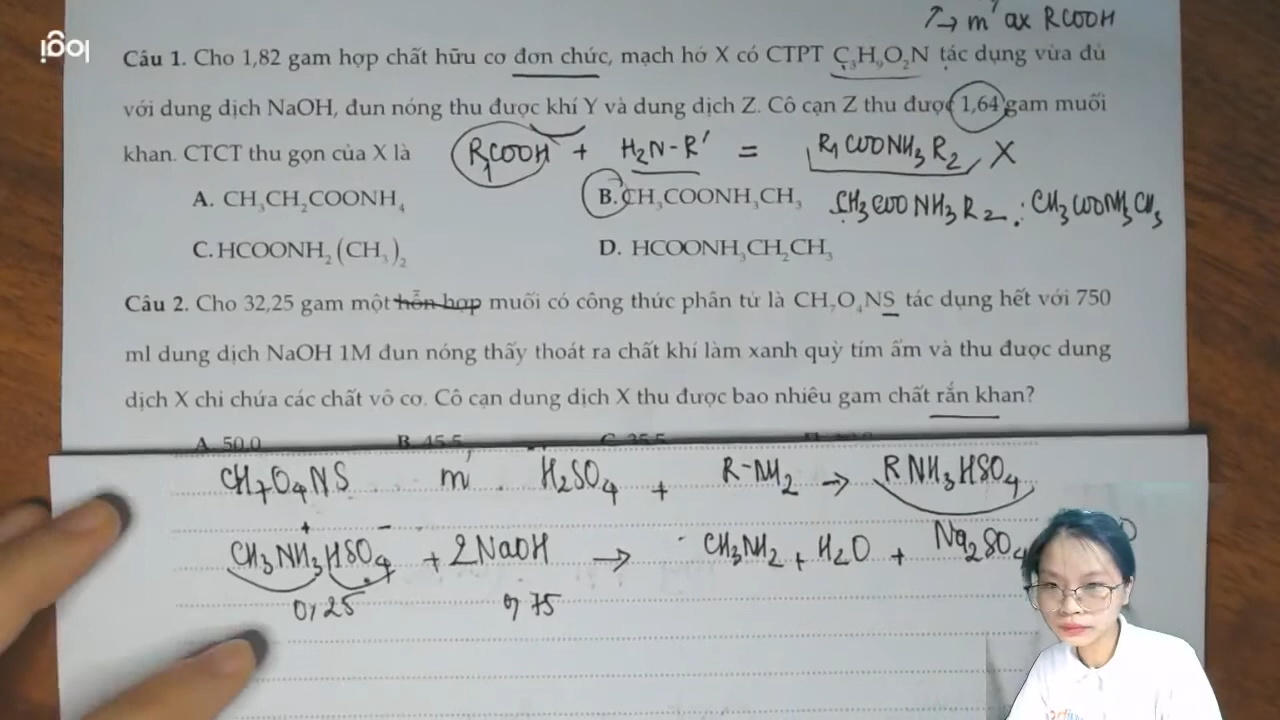 logi
↗→ m' ax RCOOH
Câu 1. Cho 1,82 gam hợp chất hữu cơ đơn chức, mạch hở X có CTPT C₃H₉O₂N tác dụng vừa đủ
với dung dịch NaOH, đun nóng thu được khí Y và dung dịch Z. Cô cạn Z thu được 1,64 gam muối
khan. CTCT thu gọn của X là
R₁COOH + H₂N-R' = R₁COONH₃R₂ X
A. CH₃CH₂COONH₄ B. CH₃COONH₃CH₃
CH₃COONH₃R₂ : CH₃COONH₃CH₃
C. HCOONH₂(CH₃)₂ D. HCOONH₃CH₂CH₃
Câu 2. Cho 32,25 gam một hỗn hợp muối có công thức phân tử là CH₇O₄NS tác dụng hết với 750
ml dung dịch NaOH 1M đun nóng thấy thoát ra chất khí làm xanh quỳ tím ẩm và thu được dung
dịch X chỉ chứa các chất vô cơ. Cô cạn dung dịch X thu được bao nhiêu gam chất rắn khan?
A. 50,0 B. 45,5
CH₇O₄NS m' H₂SO₄ + R-NH₂ → RNH₃HSO₄
CH₃NH₃⁺HSO₄⁻ + 2NaOH → CH₃NH₂ + H₂O + Na₂SO₄
0,25 0,75